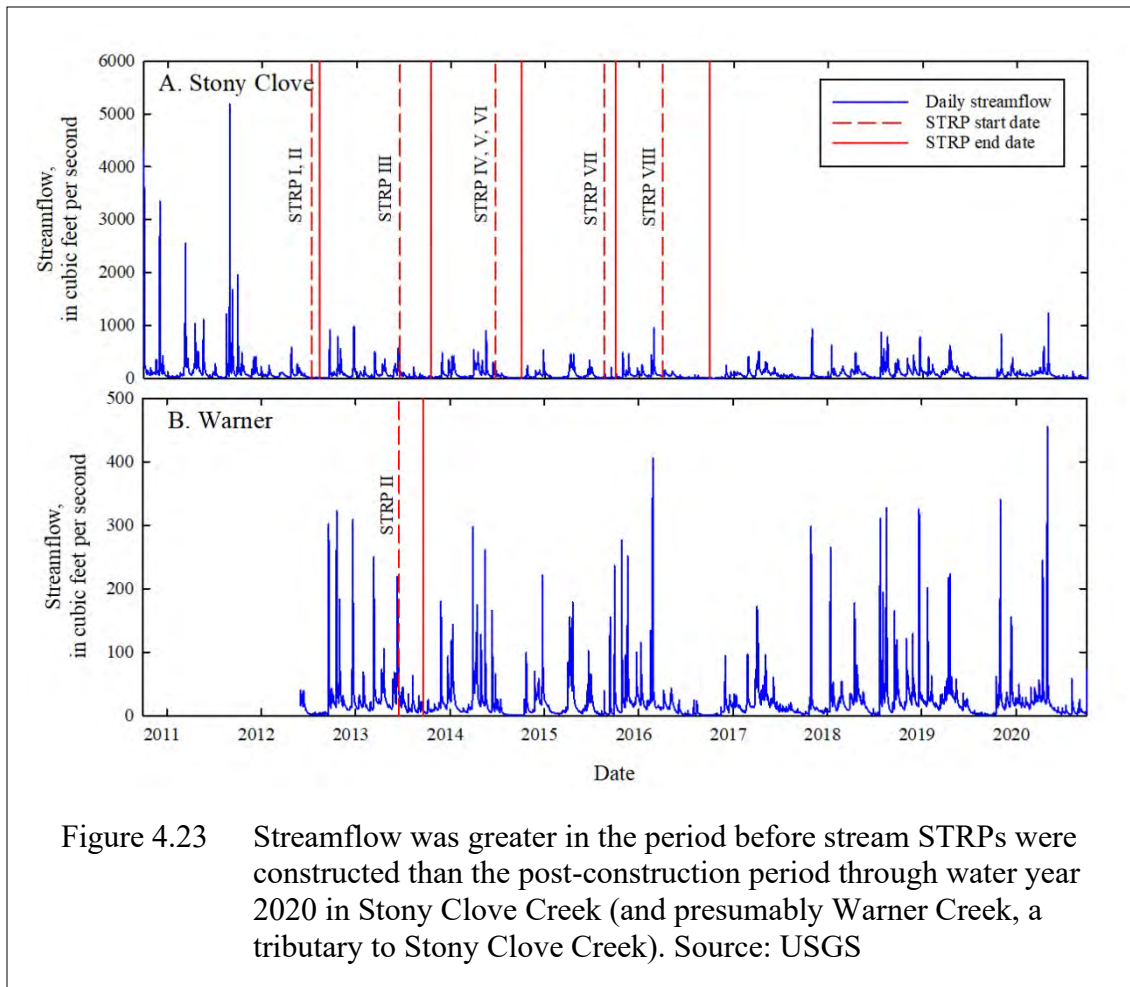 6000
A. Stony Clove
5000
4000
3000
2000
1000
0
Streamflow,
in cubic feet per second
STRP I, II
STRP III
STRP IV, V, VI
STRP VII
STRP VIII
Daily streamflow
STRP start date
STRP end date
500
B. Warner
400
300
200
100
0
Streamflow,
in cubic feet per second
STRP II
2011 2012 2013 2014 2015 2016 2017 2018 2019 2020
Date
Figure 4.23 Streamflow was greater in the period before stream STRPs were
constructed than the post-construction period through water year
2020 in Stony Clove Creek (and presumably Warner Creek, a
tributary to Stony Clove Creek). Source: USGS